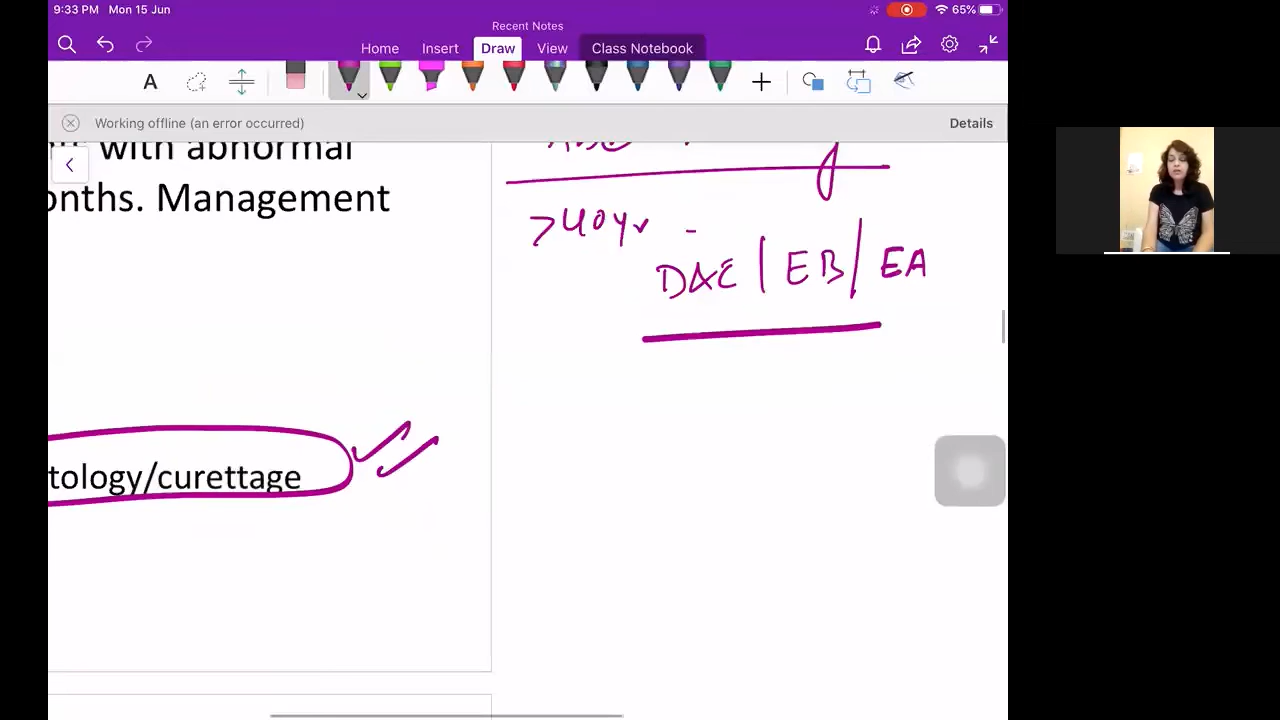 9:33 PM Mon 15 Jun 65%
Recent Notes
Home Insert Draw View Class Notebook
A
Working offline (an error occurred) Details
with abnormal
onths. Management
>40yr -
D&C | EB | EA
tology/curettage